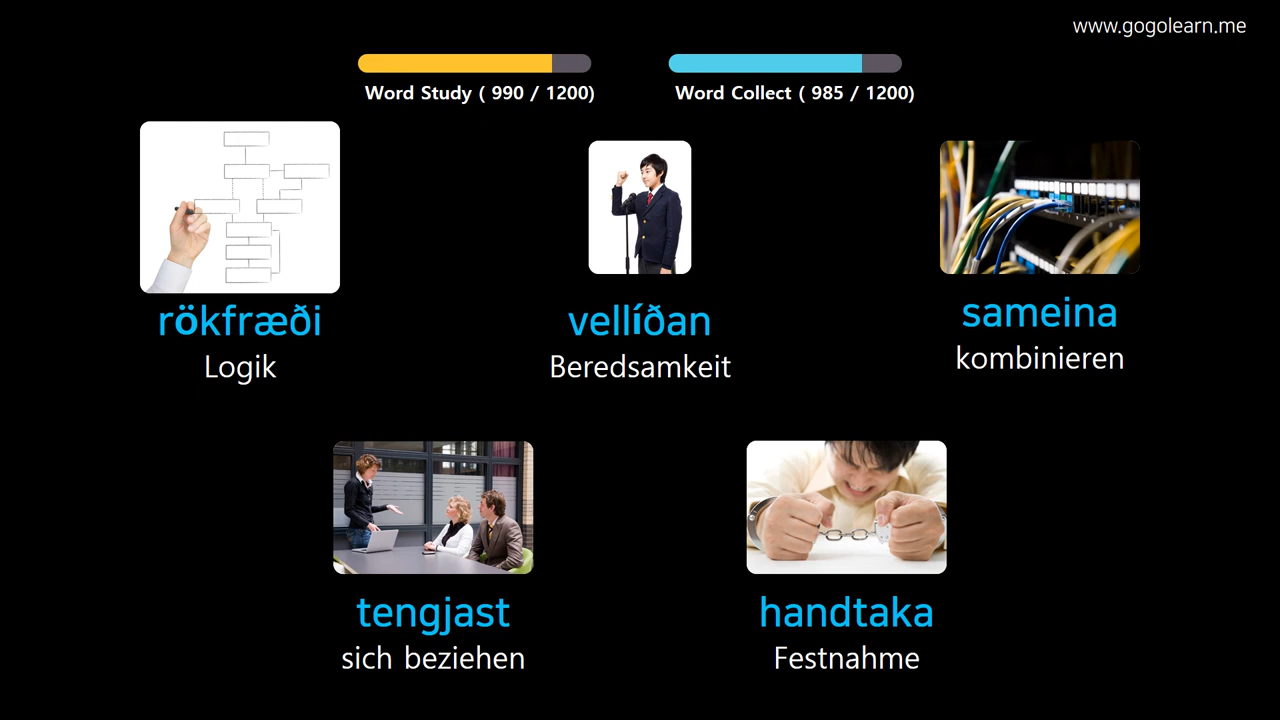 www.gogolearn.me
Word Study ( 990 / 1200)
Word Collect ( 985 / 1200)
rökfræði
Logik
vellíðan
Beredsamkeit
sameina
kombinieren
tengjast
sich beziehen
handtaka
Festnahme